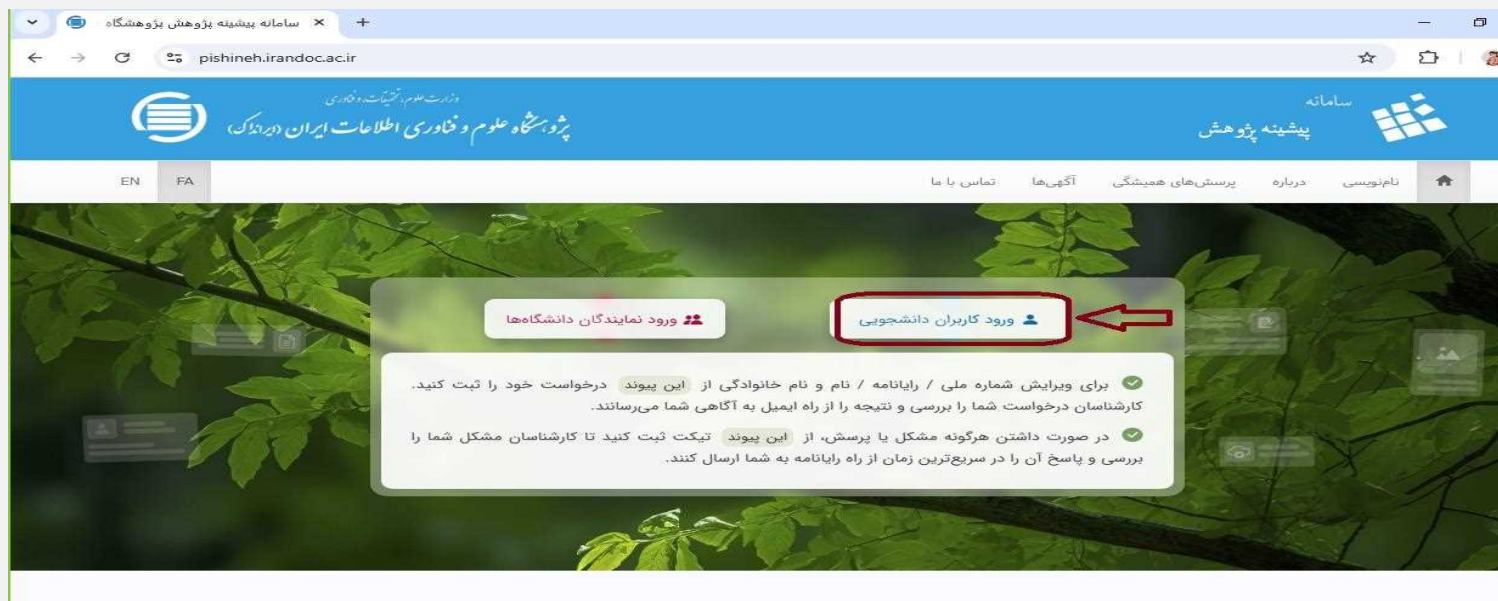 سامانه پیشینه پژوهش پژوهشگاه
pishineh.irandoc.ac.ir
سامانه
پیشینه پژوهش
وزارت علوم، تحقیقات و فناوری
پژوهشگاه علوم و فناوری اطلاعات ایران (ایرانداک)
نام‌نویسی درباره پرسش‌های همیشگی آگهی‌ها تماس با ما FA EN
ورود کاربران دانشجویی
ورود نمایندگان دانشگاه‌ها
برای ویرایش شماره ملی / رایانامه / نام و نام خانوادگی از این پیوند درخواست خود را ثبت کنید.
کارشناسان درخواست شما را بررسی و نتیجه را از راه ایمیل به آگاهی شما می‌رسانند.
در صورت داشتن هرگونه مشکل یا پرسش، از این پیوند تیکت ثبت کنید تا کارشناسان مشکل شما را
بررسی و پاسخ آن را در سریع‌ترین زمان از راه رایانامه به شما ارسال کنند.